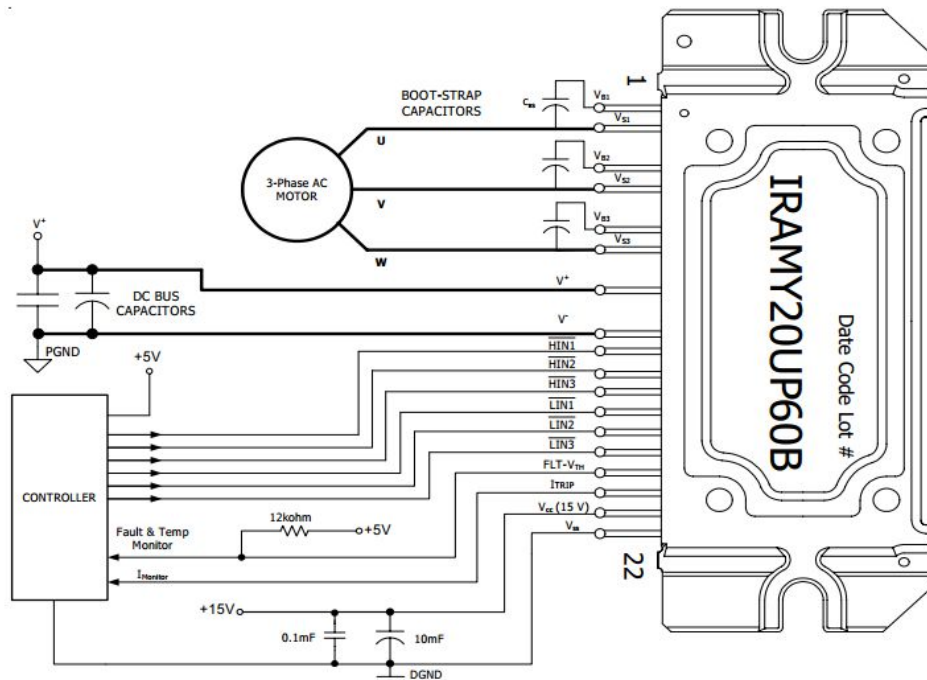 1
BOOT-STRAP
CAPACITORS
CBS
VB1
VS1
U
3-Phase AC
MOTOR
VB2
VS2
V
VB3
VS3
W
V+
V+
DC BUS
CAPACITORS
V-
PGND
+5V
HIN1
HIN2
HIN3
LIN1
LIN2
LIN3
FLT-VTH
ITRIP
VCC (15 V)
VSS
CONTROLLER
12kohm
+5V
Fault & Temp
Monitor
IMonitor
+15V
0.1mF
10mF
DGND
22
IRAMY20UP60B
Date Code Lot #